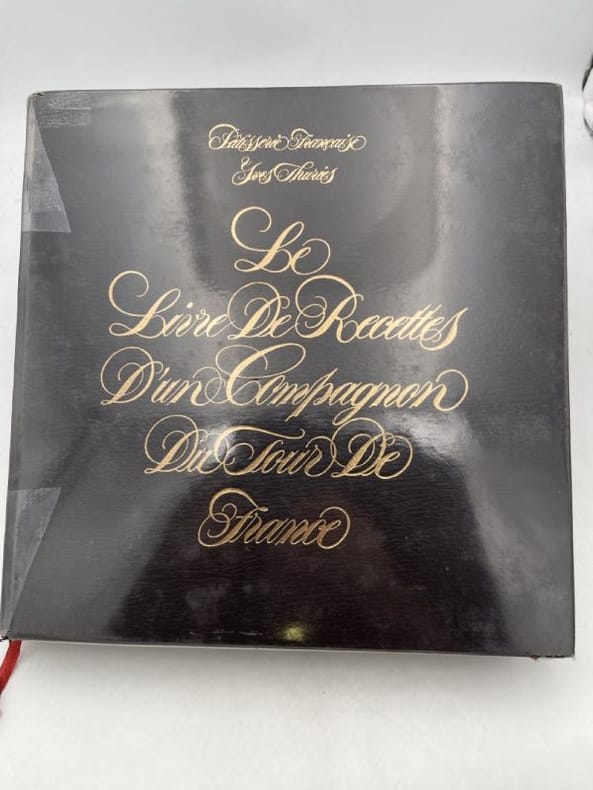 Pâtisserie Française
Yves Thuriès
Le
Livre De Recettes
D'un Compagnon
Du Tour De
France